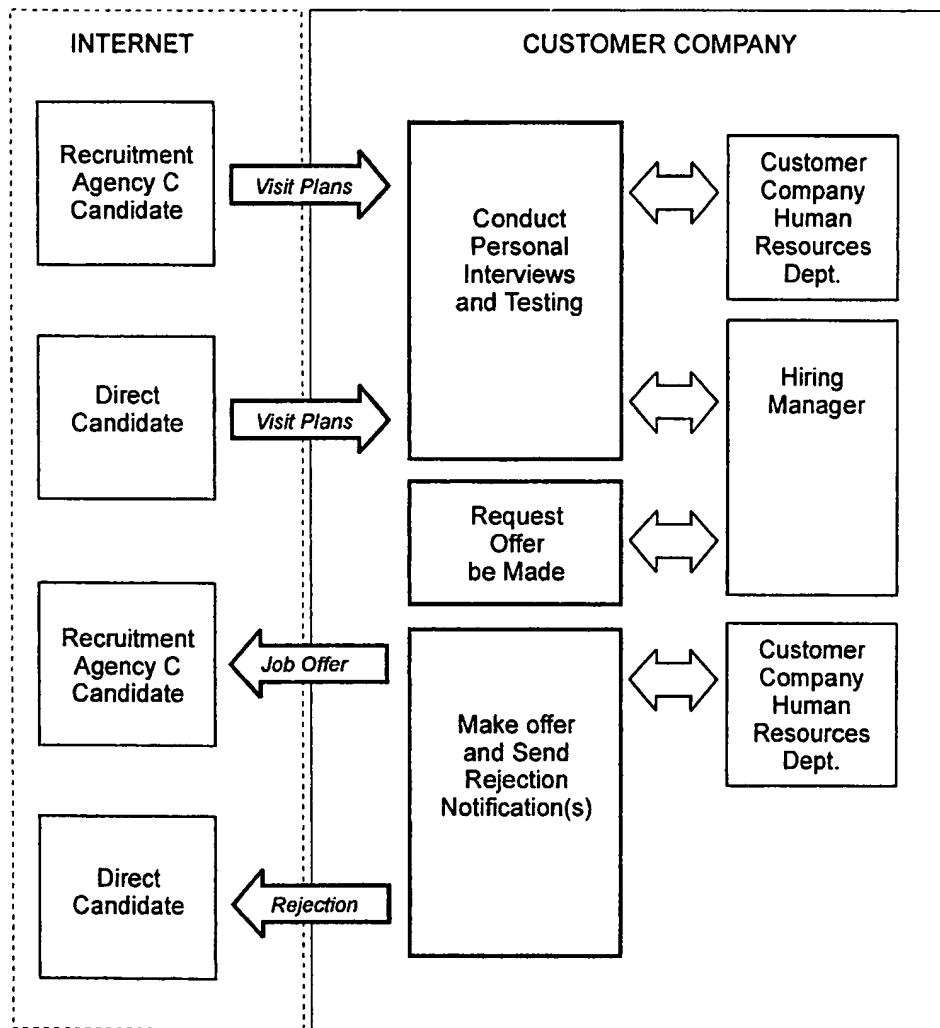 INTERNET
CUSTOMER COMPANY
Recruitment
Agency C
Candidate
Visit Plans
Conduct
Personal
Interviews
and Testing
Customer
Company
Human
Resources
Dept.
Direct
Candidate
Visit Plans
Hiring
Manager
Request
Offer
be Made
Recruitment
Agency C
Candidate
Job Offer
Make offer
and Send
Rejection
Notification(s)
Customer
Company
Human
Resources
Dept.
Direct
Candidate
Rejection